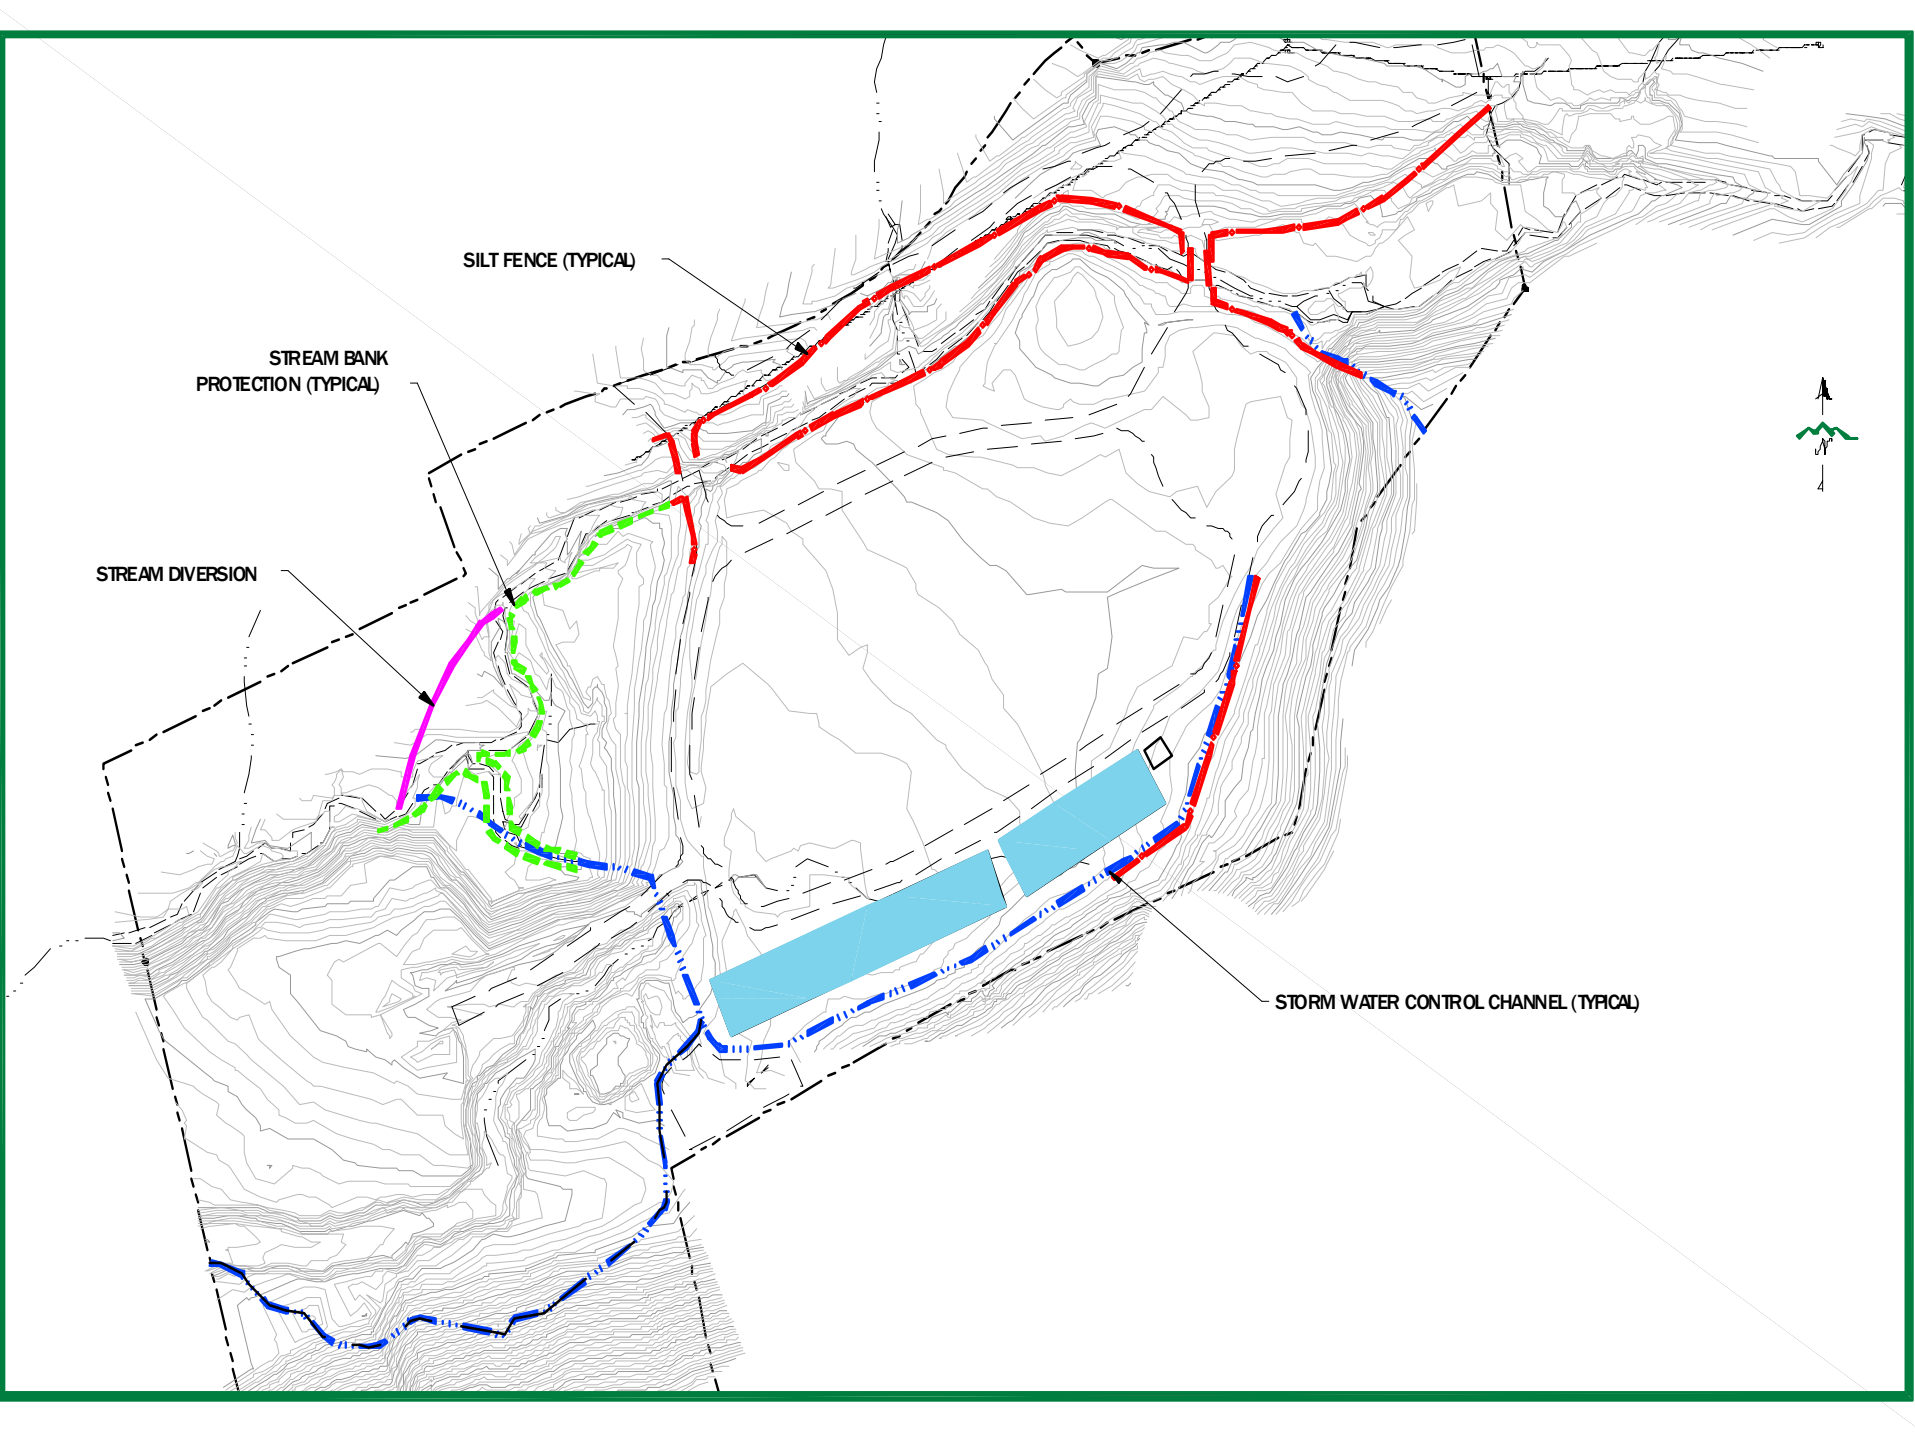 SILT FENCE (TYPICAL)
STREAM BANK
PROTECTION (TYPICAL)
STREAM DIVERSION
STORM WATER CONTROL CHANNEL (TYPICAL)